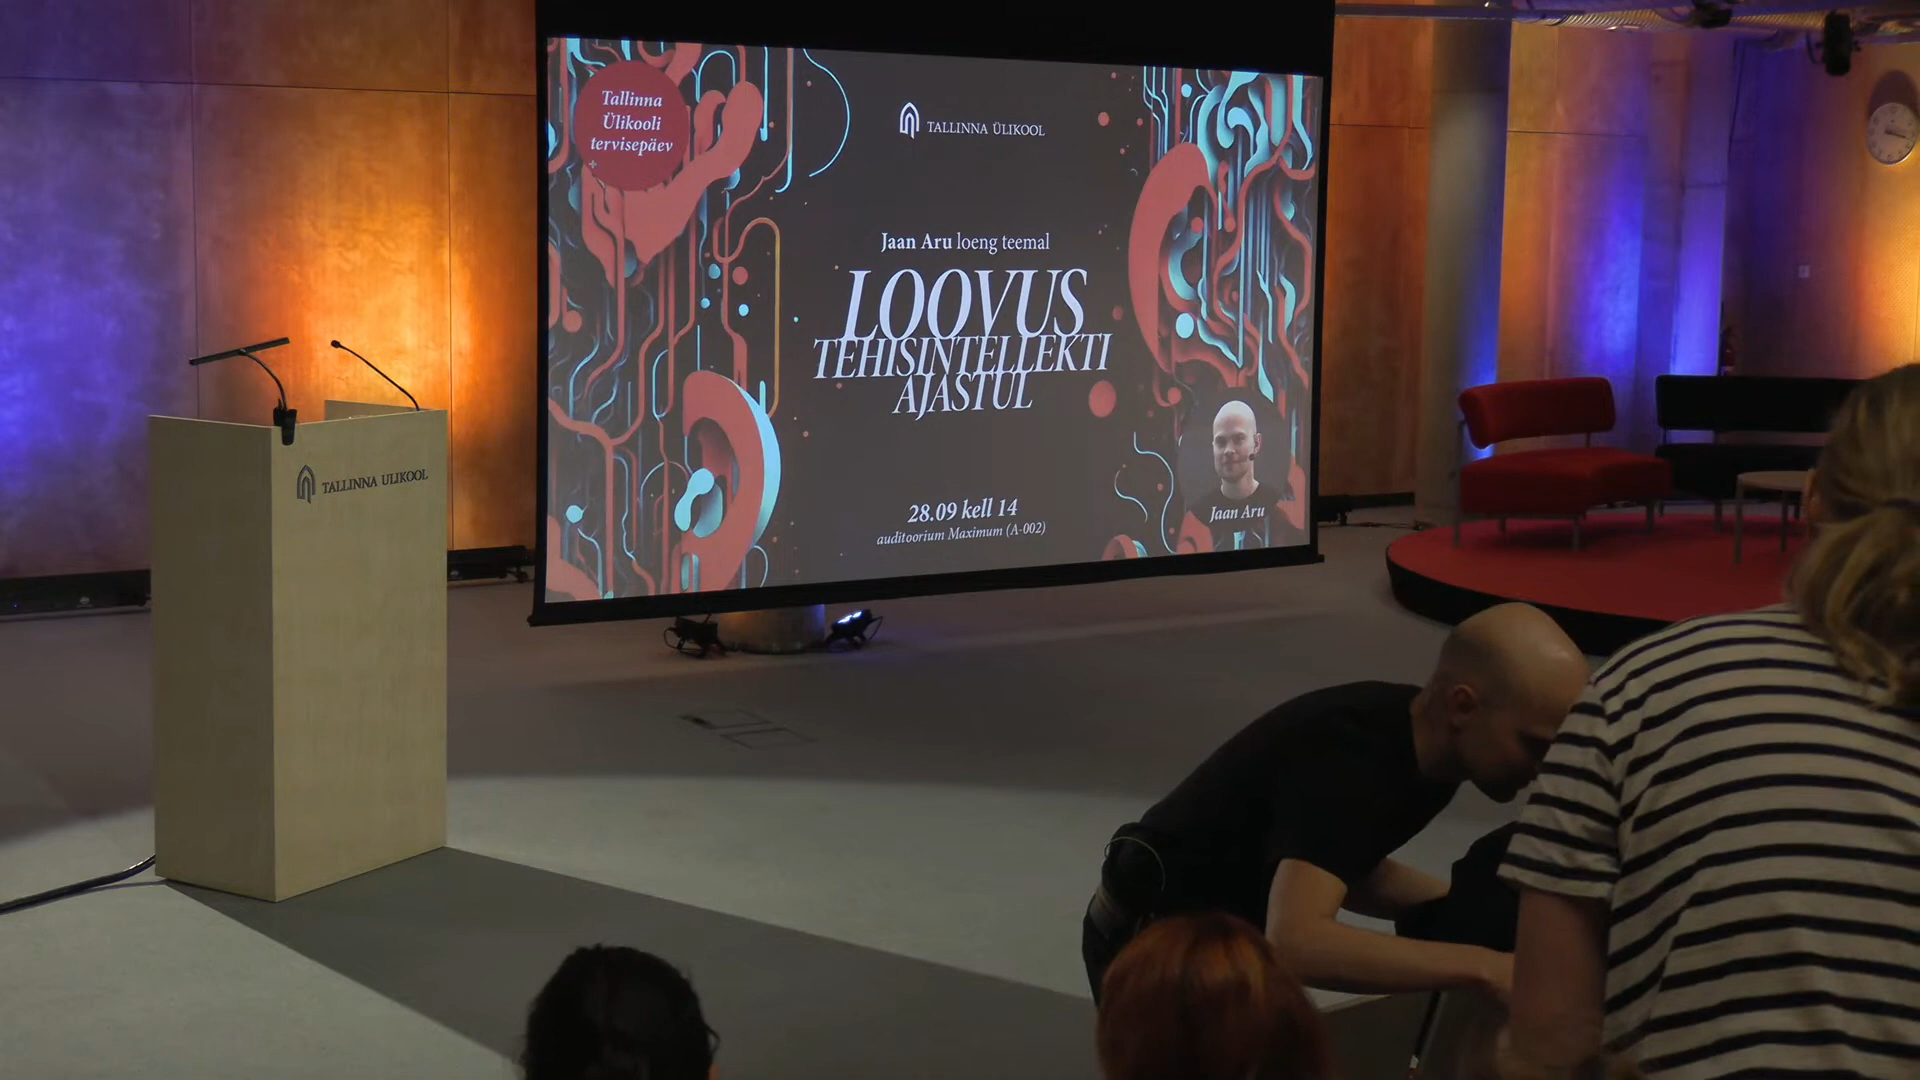 Tallinna
Ülikooli
tervisepäev
TALLINNA ÜLIKOOL
Jaan Aru loeng teemal
LOOVUS
TEHISINTELLEKTI
AJASTUL
28.09 kell 14
auditoorium Maximum (A-002)
Jaan Aru
TALLINNA ÜLIKOOL